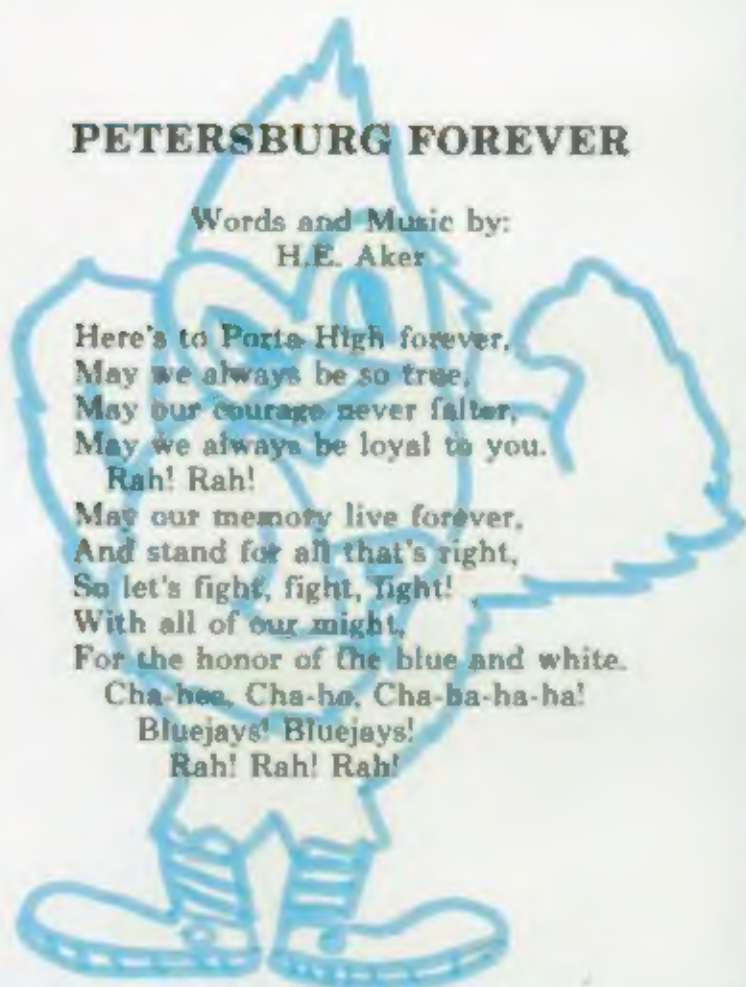 PETERSBURG FOREVER
Words and Music by:
H.E. Aker
Here's to Porta High forever,
May we always be so true,
May our courage never falter,
May we always be loyal to you.
Rah! Rah!
May our memory live forever,
And stand for all that's right,
So let's fight, fight, fight!
With all of our might,
For the honor of the blue and white.
Cha-hee, Cha-ho, Cha-ha-ha-ha!
Bluejays! Bluejays!
Rah! Rah! Rah!